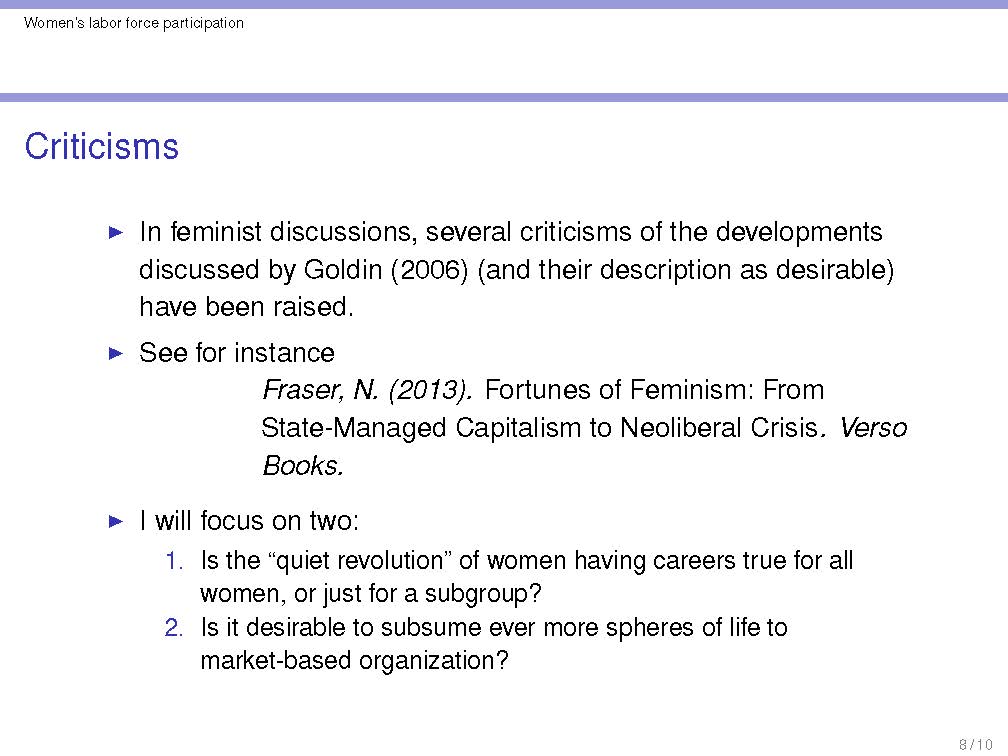 Women's labor force participation
Criticisms
▶ In feminist discussions, several criticisms of the developments
discussed by Goldin (2006) (and their description as desirable)
have been raised.
▶ See for instance
Fraser, N. (2013). Fortunes of Feminism: From
State-Managed Capitalism to Neoliberal Crisis. Verso
Books.
▶ I will focus on two:
1. Is the “quiet revolution” of women having careers true for all
women, or just for a subgroup?
2. Is it desirable to subsume ever more spheres of life to
market-based organization?
8 / 10